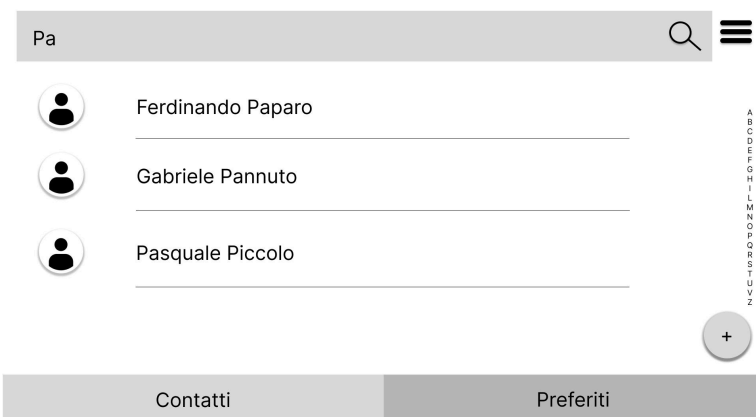 Pa
Ferdinando Paparo
Gabriele Pannuto
Pasquale Piccolo
A
B
C
D
E
F
G
H
I
L
M
N
O
P
Q
R
S
T
U
V
Z
+
Contatti
Preferiti